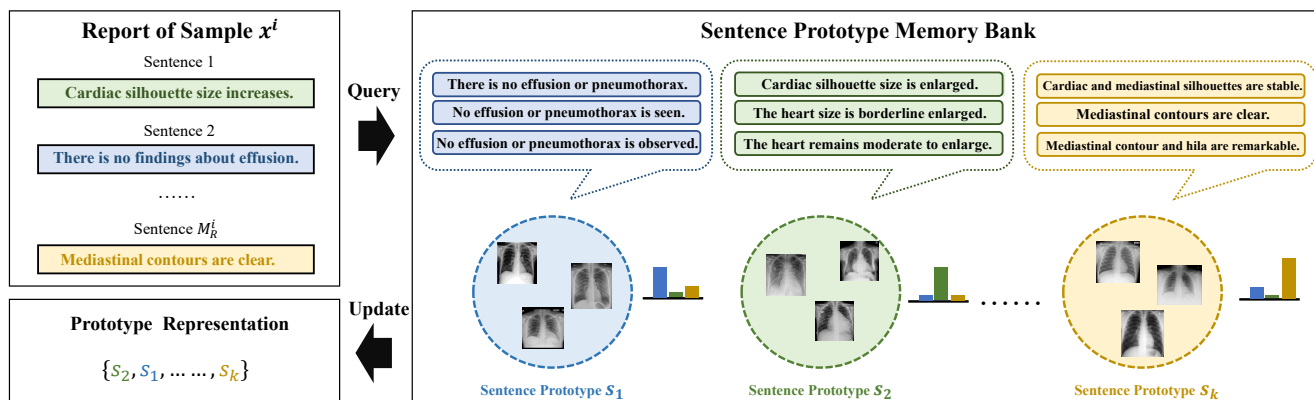 Report of Sample x^i
Sentence 1
Cardiac silhouette size increases.
Sentence 2
There is no findings about effusion.
……
Sentence M_R^i
Mediastinal contours are clear.
Prototype Representation
{s_2, s_1, … …, s_k}
Query
Update
Sentence Prototype Memory Bank
There is no effusion or pneumothorax.
No effusion or pneumothorax is seen.
No effusion or pneumothorax is observed.
Cardiac silhouette size is enlarged.
The heart size is borderline enlarged.
The heart remains moderate to enlarge.
Cardiac and mediastinal silhouettes are stable.
Mediastinal contours are clear.
Mediastinal contour and hila are remarkable.
……
Sentence Prototype s_1
Sentence Prototype s_2
Sentence Prototype s_k